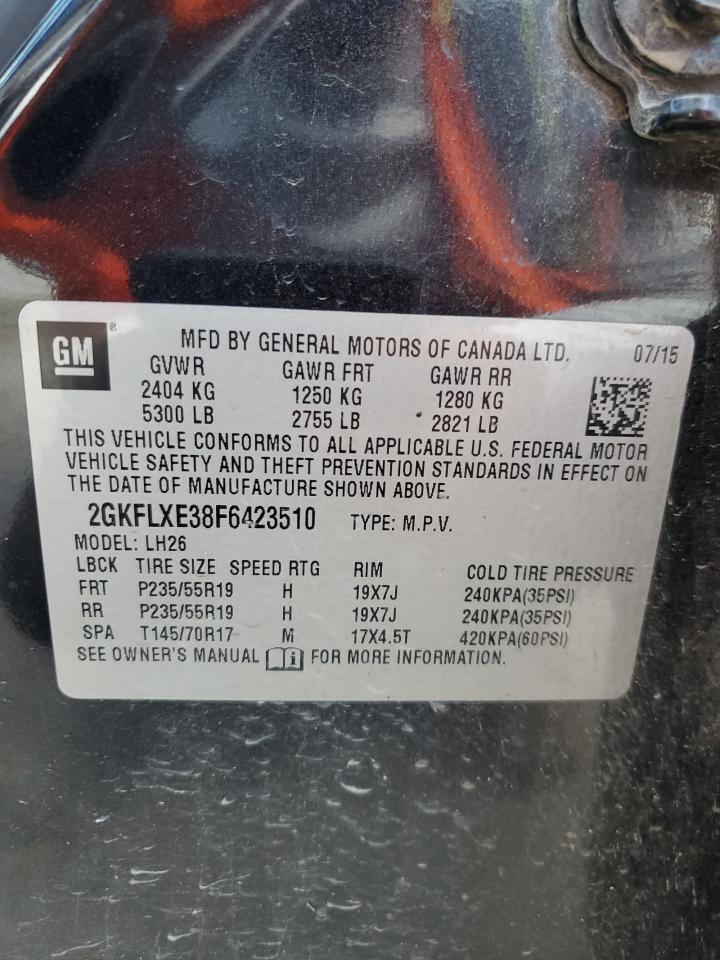 GM ®
MFD BY GENERAL MOTORS OF CANADA LTD. 07/15
GVWR GAWR FRT GAWR RR
2404 KG 1250 KG 1280 KG
5300 LB 2755 LB 2821 LB
THIS VEHICLE CONFORMS TO ALL APPLICABLE U.S. FEDERAL MOTOR
VEHICLE SAFETY AND THEFT PREVENTION STANDARDS IN EFFECT ON
THE DATE OF MANUFACTURE SHOWN ABOVE.
2GKFLXE38F6423510 TYPE: M.P.V.
MODEL: LH26
LBCK TIRE SIZE SPEED RTG RIM COLD TIRE PRESSURE
FRT P235/55R19 H 19X7J 240KPA(35PSI)
RR P235/55R19 H 19X7J 240KPA(35PSI)
SPA T145/70R17 M 17X4.5T 420KPA(60PSI)
SEE OWNER'S MANUAL i FOR MORE INFORMATION.